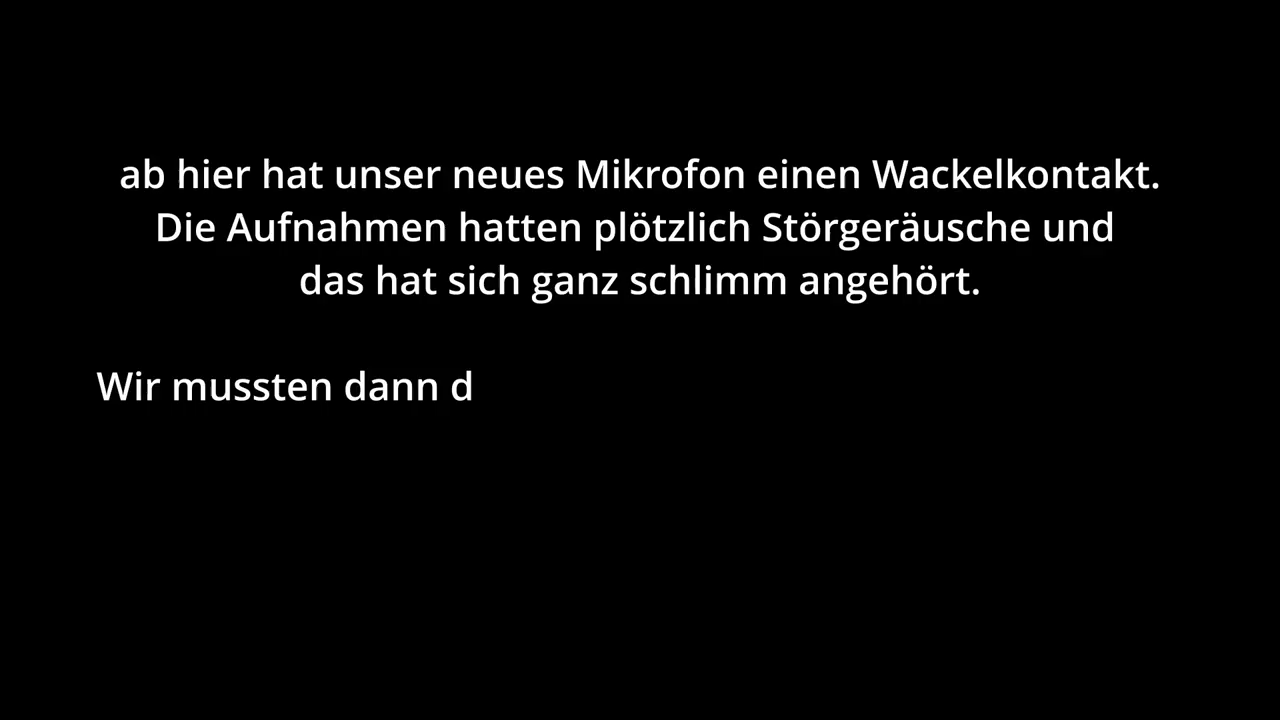 ab hier hat unser neues Mikrofon einen Wackelkontakt.
Die Aufnahmen hatten plötzlich Störgeräusche und
das hat sich ganz schlimm angehört.
Wir mussten dann d